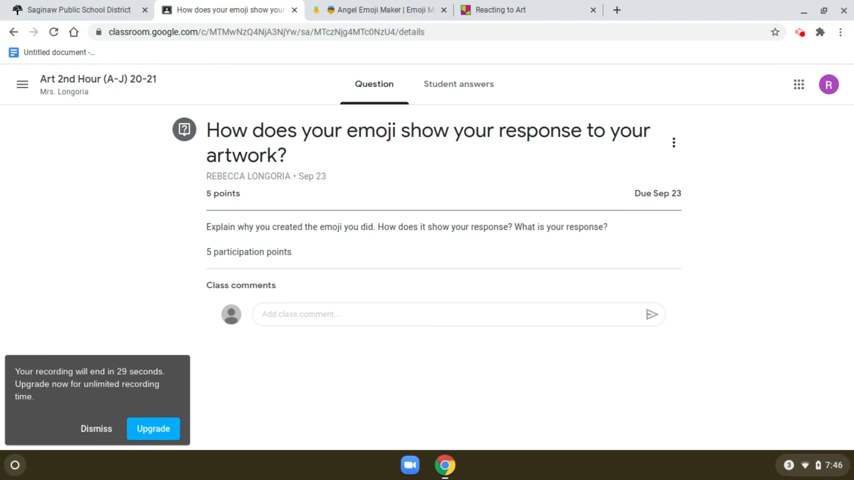 Saginaw Public School District
How does your emoji show your
Angel Emoji Maker | Emoji M
Reacting to Art
classroom.google.com/c/MTMwNzQ4NjA3NjYw/sa/MTczNjg4MTc0NzU4/details
Untitled document -...
Art 2nd Hour (A-J) 20-21
Mrs. Longoria
Question
Student answers
R
How does your emoji show your response to your
artwork?
REBECCA LONGORIA • Sep 23
5 points
Due Sep 23
Explain why you created the emoji you did. How does it show your response? What is your response?
5 participation points
Class comments
Add class comment...
Your recording will end in 29 seconds.
Upgrade now for unlimited recording
time.
Dismiss
Upgrade
3
7:46